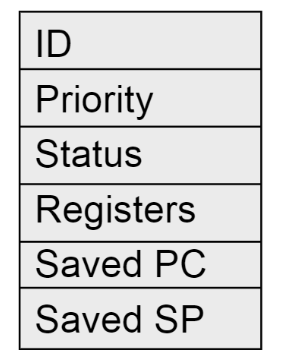 ID
Priority
Status
Registers
Saved PC
Saved SP